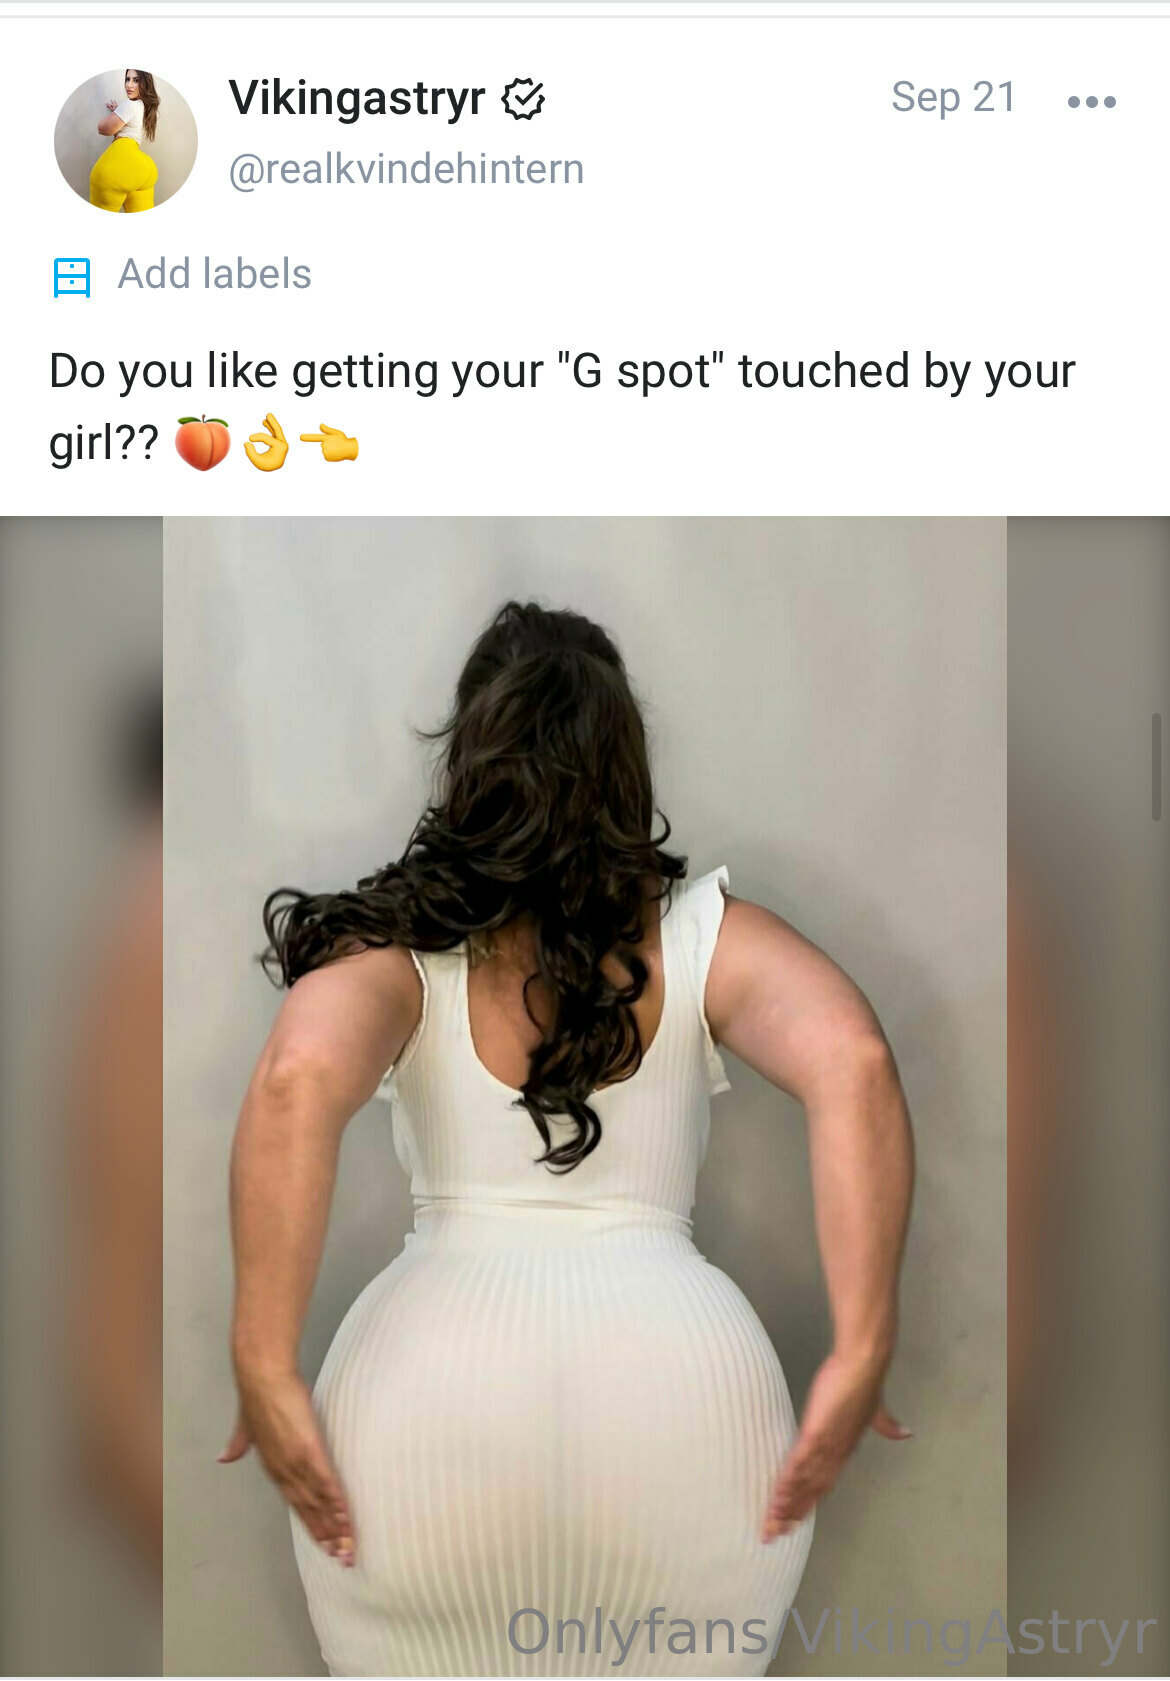 Vikingastryr
Sep 21
@realkvindehintern
Add labels
Do you like getting your "G spot" touched by your
girl?? 🍑👌👈
Onlyfans/VikingAstryr